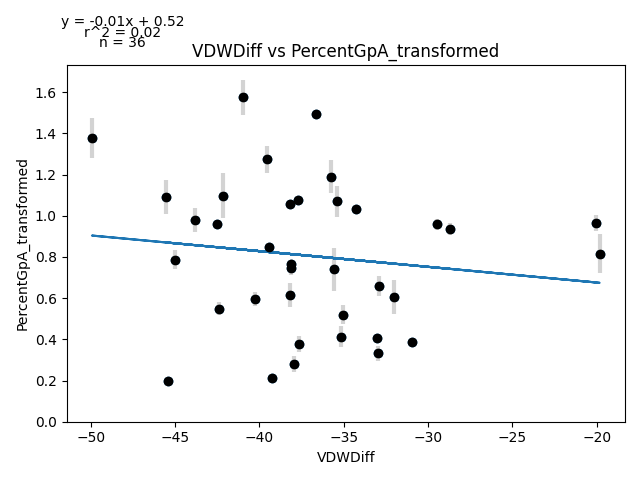 y = -0.01x + 0.52
r^2 = 0.02
n = 36
VDWDiff vs PercentGpA_transformed
PercentGpA_transformed
1.6
1.4
1.2
1.0
0.8
0.6
0.4
0.2
0.0
−50
−45
−40
−35
−30
−25
−20
VDWDiff